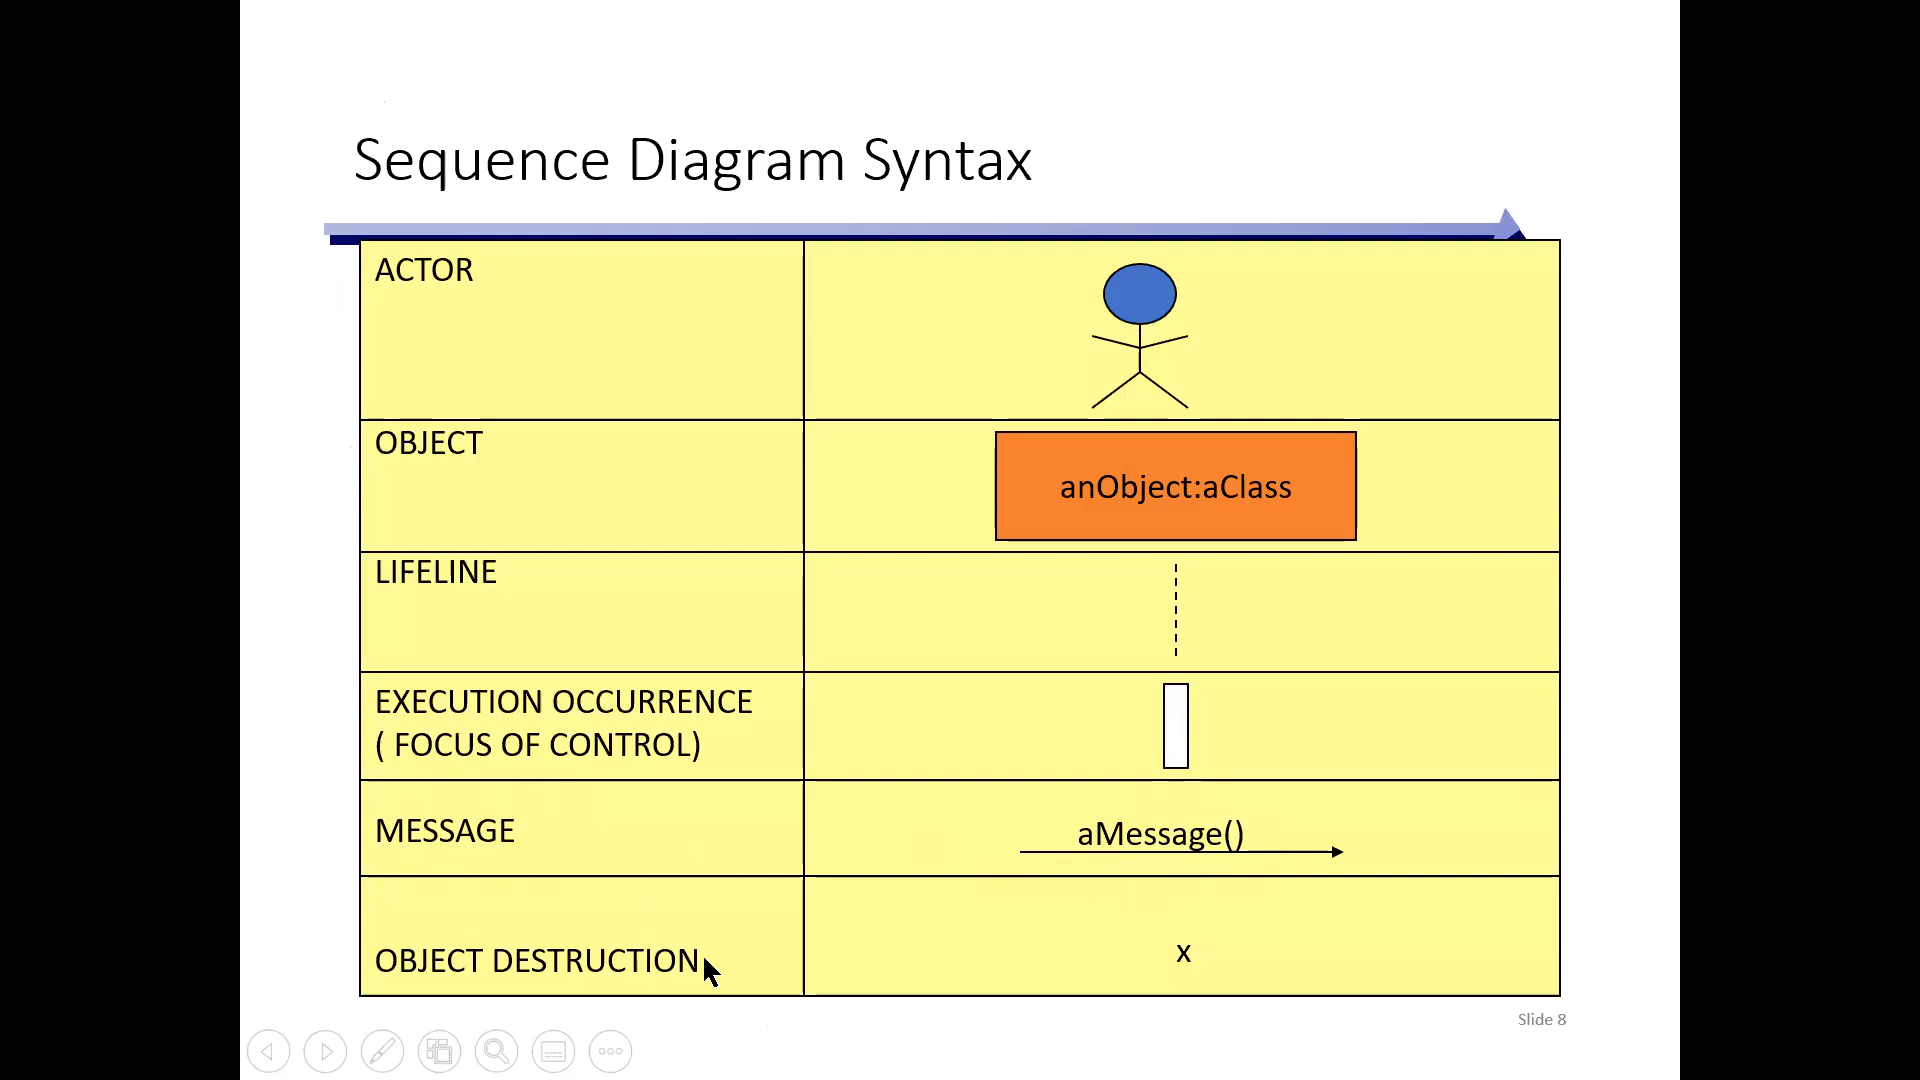 Sequence Diagram Syntax
ACTOR
OBJECT
anObject:aClass
LIFELINE
EXECUTION OCCURRENCE
( FOCUS OF CONTROL)
MESSAGE
aMessage()
OBJECT DESTRUCTION
x
Slide 8